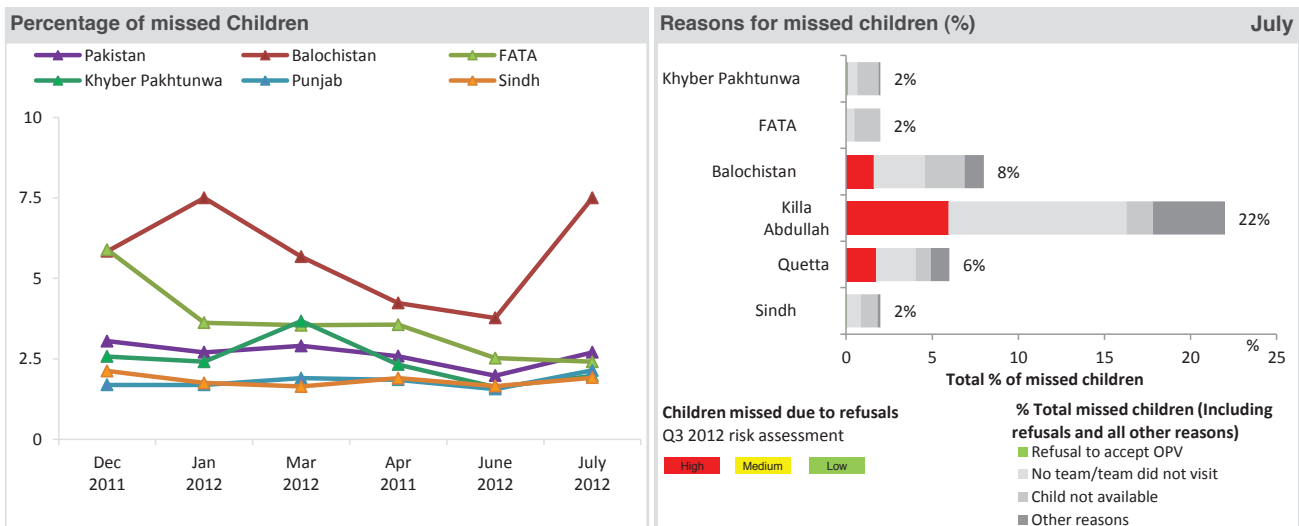 Percentage of missed Children
Pakistan
Balochistan
FATA
Khyber Pakhtunwa
Punjab
Sindh
10
7.5
5
2.5
0
Dec
2011
Jan
2012
Mar
2012
Apr
2011
June
2012
July
2012
Reasons for missed children (%)
July
Khyber Pakhtunwa
2%
FATA
2%
Balochistan
8%
Killa
Abdullah
22%
Quetta
6%
Sindh
2%
%
0
5
10
15
20
25
Total % of missed children
Children missed due to refusals
Q3 2012 risk assessment
High
Medium
Low
% Total missed children (Including
refusals and all other reasons)
Refusal to accept OPV
No team/team did not visit
Child not available
Other reasons